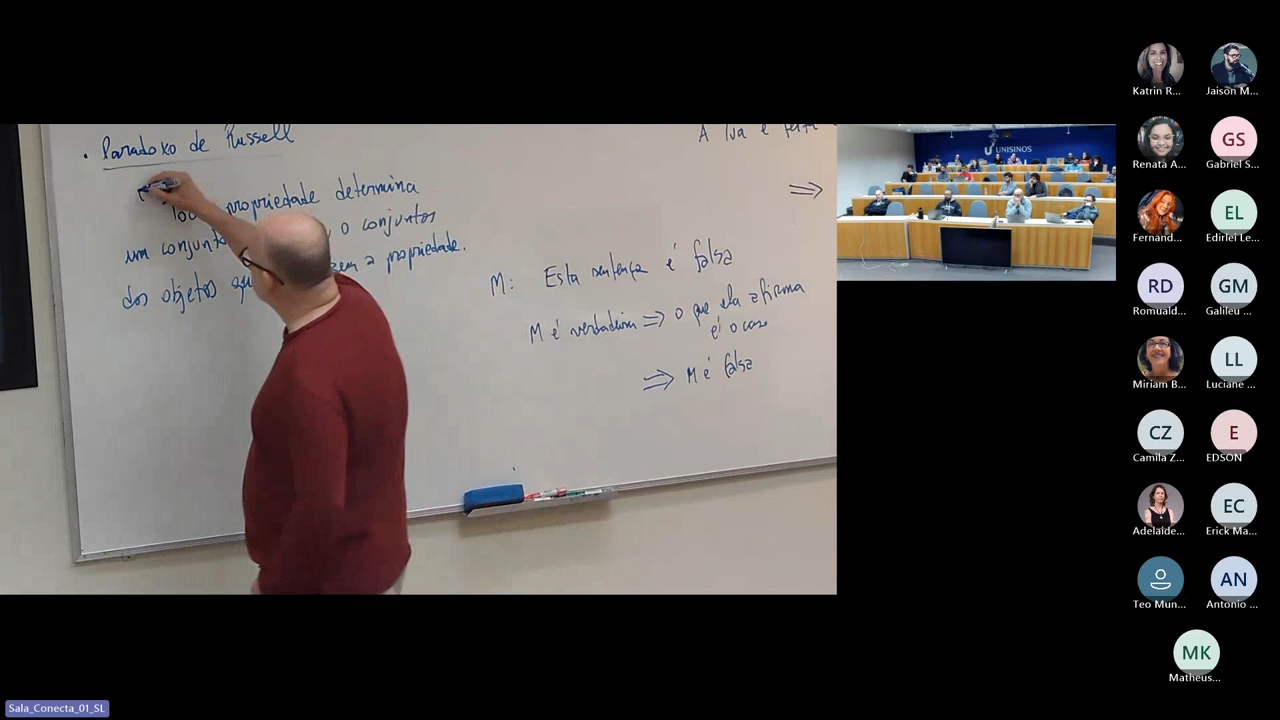 . Paradoxo de Russell
propriedade determina
um conjunto o conjuntos
dos objetos a propriedade.
A lua é
⇒
M: Esta sentença é falsa
M é verdadeira ⇒ o que ela afirma
é o caso
⇒ M é falsa
UNISINOS
Katrin R...
Jaison M...
Renata A...
GS
Gabriel S...
Fernand...
EL
Edirlei Le...
RD
Romuald...
GM
Galileu ...
Miriam B...
LL
Luciane ...
CZ
Camila Z...
E
EDSON
Adelaide...
EC
Erick Ma...
Teo Mun...
AN
Antonio ...
MK
Matheus...
Sala_Conecta_01_SL